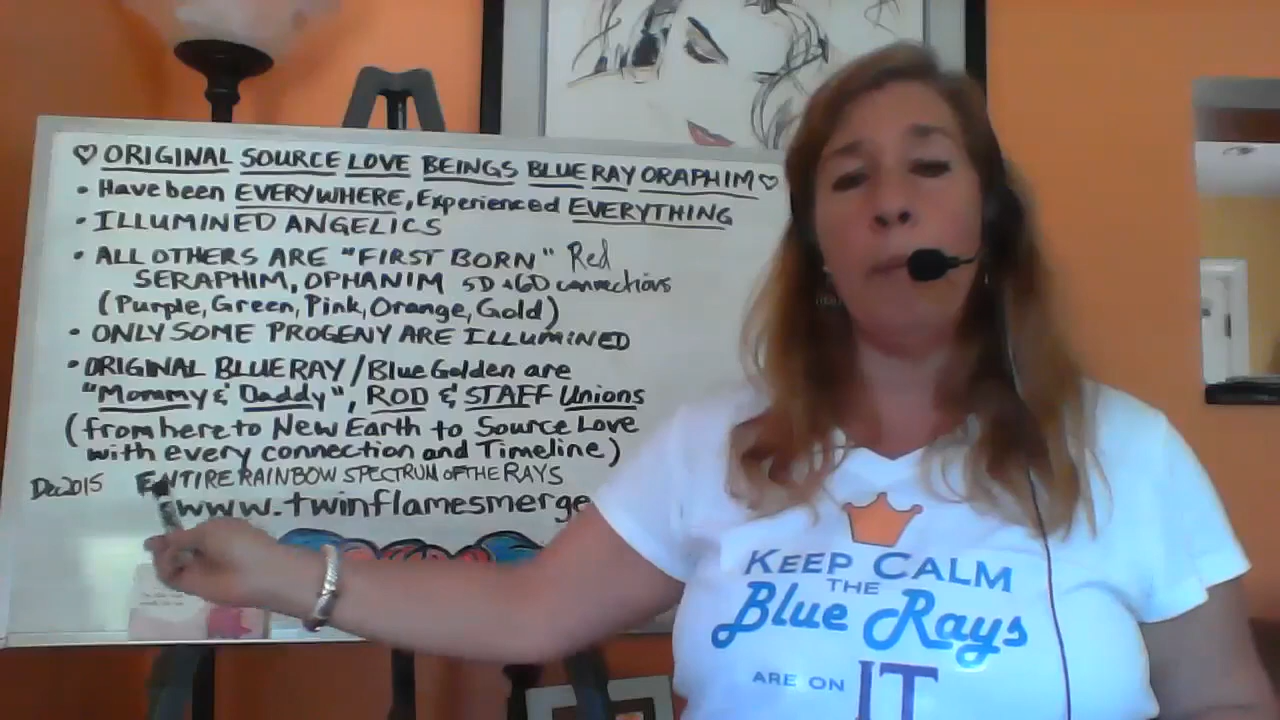 ♡ ORIGINAL SOURCE LOVE BEINGS BLUE RAY ORAPHIM ♡
• Have been EVERYWHERE, Experienced EVERYTHING
• ILLUMINED ANGELICS
• ALL OTHERS ARE "FIRST BORN" Red
SERAPHIM, OPHANIM 5D + 6D connections
(Purple, Green, Pink, Orange, Gold)
• ONLY SOME PROGENY ARE ILLUMINED
• ORIGINAL BLUE RAY / Blue Golden are
"Mommy & Daddy", ROD & STAFF Unions
(from here to New Earth to Source Love
with every connection and Timeline)
Dec 2015 ENTIRE RAINBOW SPECTRUM OF THE RAYS
www.twinflamesmerge
KEEP CALM
THE
Blue Rays
ARE ON IT